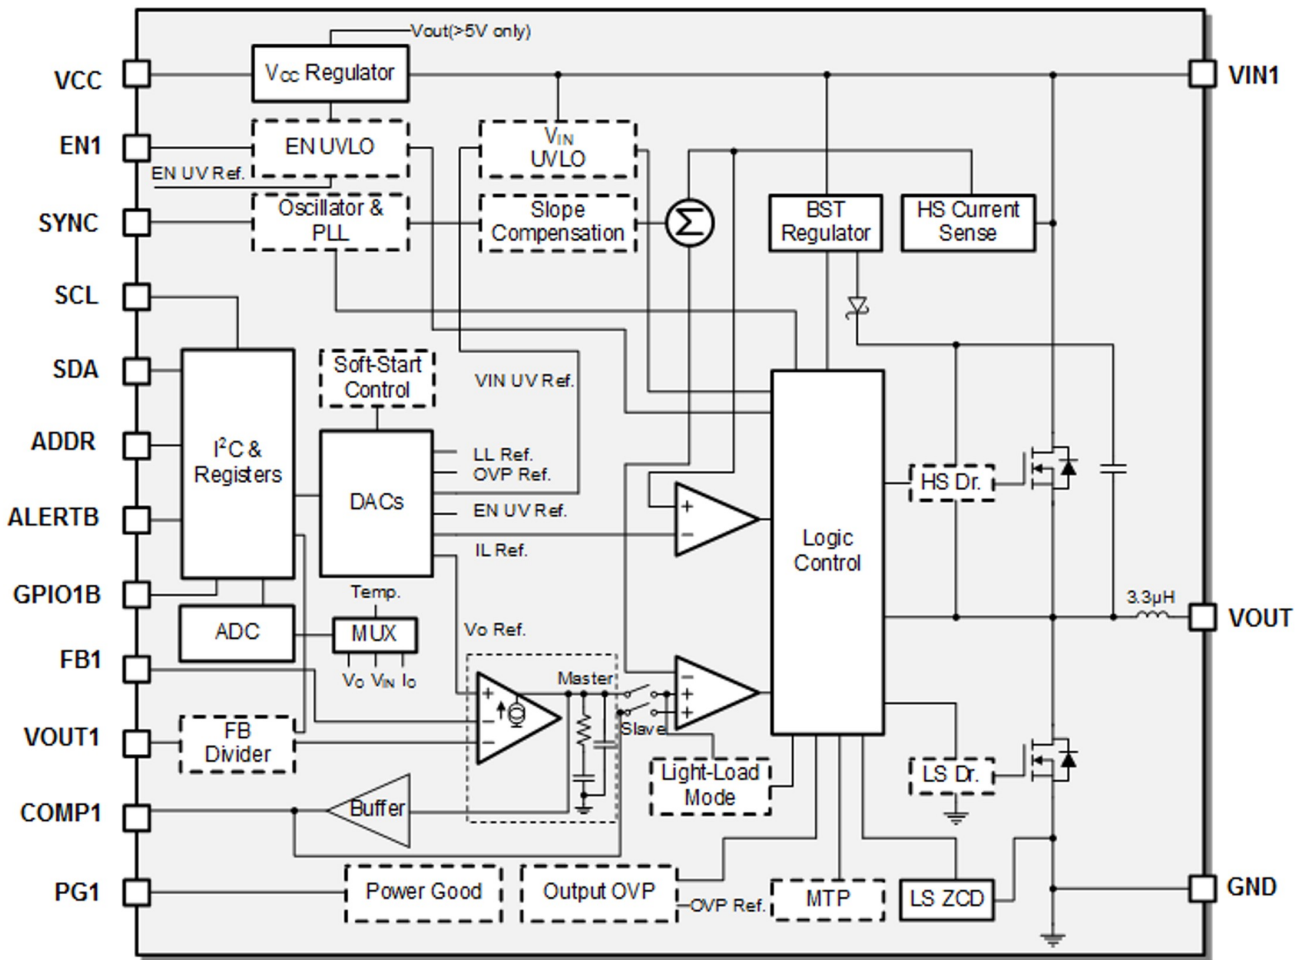 Vout(>5V only)
VCC
VCC Regulator
VIN1
EN1
EN UVLO
VIN
UVLO
EN UV Ref.
SYNC
Oscillator &
PLL
Slope
Compensation
Σ
BST
Regulator
HS Current
Sense
SCL
SDA
Soft-Start
Control
VIN UV Ref.
ADDR
I²C &
Registers
DACs
LL Ref.
OVP Ref.
EN UV Ref.
IL Ref.
+
−
Logic
Control
HS Dr.
ALERTB
GPIO1B
Temp.
ADC
MUX
VO VIN IO
Vo Ref.
3.3µH
VOUT
FB1
Master
+
−
−
−
+
+
Slave
VOUT1
FB
Divider
Light-Load
Mode
LS Dr.
COMP1
Buffer
PG1
Power Good
Output OVP
OVP Ref.
MTP
LS ZCD
GND